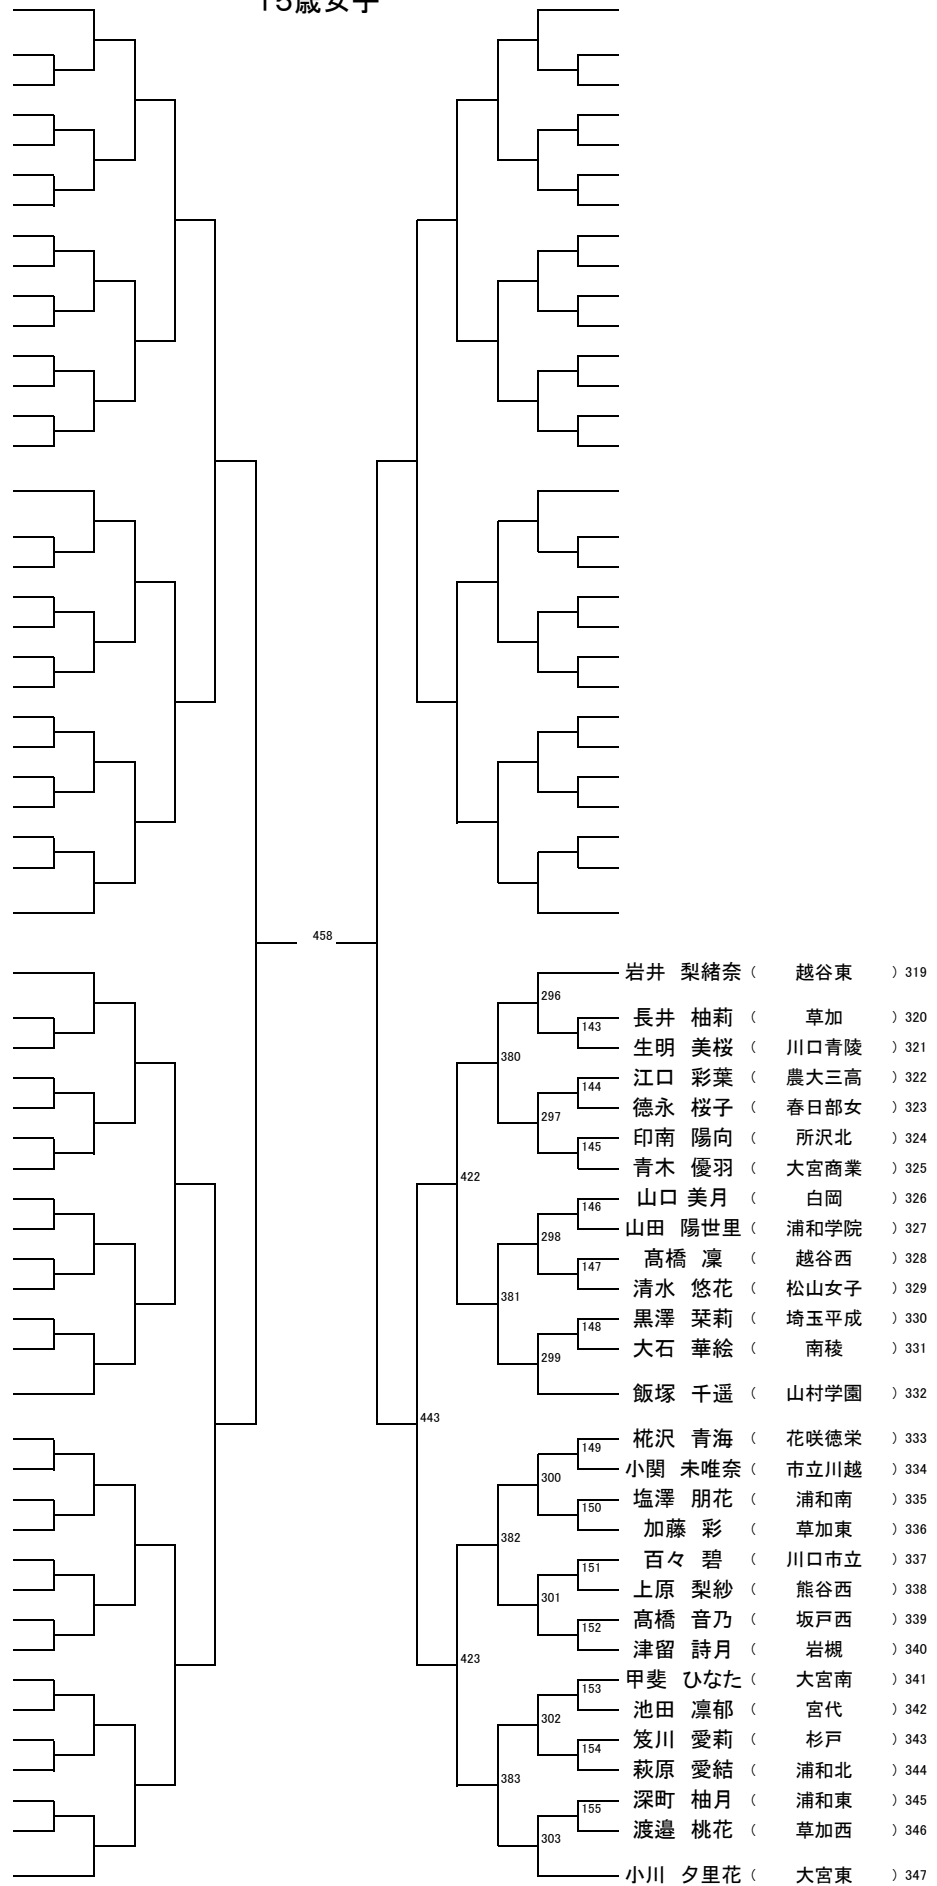 15歳女子
458
岩井 梨緒奈 ( 越谷東 ) 319
296
長井 柚莉 ( 草加 ) 320
143
生明 美桜 ( 川口青陵 ) 321
380
江口 彩葉 ( 農大三高 ) 322
144
德永 桜子 ( 春日部女 ) 323
297
印南 陽向 ( 所沢北 ) 324
145
青木 優羽 ( 大宮商業 ) 325
422
山口 美月 ( 白岡 ) 326
146
山田 陽世里 ( 浦和学院 ) 327
298
髙橋 凜 ( 越谷西 ) 328
147
清水 悠花 ( 松山女子 ) 329
381
黒澤 栞莉 ( 埼玉平成 ) 330
148
大石 華絵 ( 南稜 ) 331
299
飯塚 千遥 ( 山村学園 ) 332
443
椛沢 青海 ( 花咲徳栄 ) 333
149
小関 未唯奈 ( 市立川越 ) 334
300
塩澤 朋花 ( 浦和南 ) 335
150
加藤 彩 ( 草加東 ) 336
382
百々 碧 ( 川口市立 ) 337
151
上原 梨紗 ( 熊谷西 ) 338
301
髙橋 音乃 ( 坂戸西 ) 339
152
津留 詩月 ( 岩槻 ) 340
423
甲斐 ひなた ( 大宮南 ) 341
153
池田 凛郁 ( 宮代 ) 342
302
笈川 愛莉 ( 杉戸 ) 343
154
萩原 愛結 ( 浦和北 ) 344
383
深町 柚月 ( 浦和東 ) 345
155
渡邉 桃花 ( 草加西 ) 346
303
小川 夕里花 ( 大宮東 ) 347